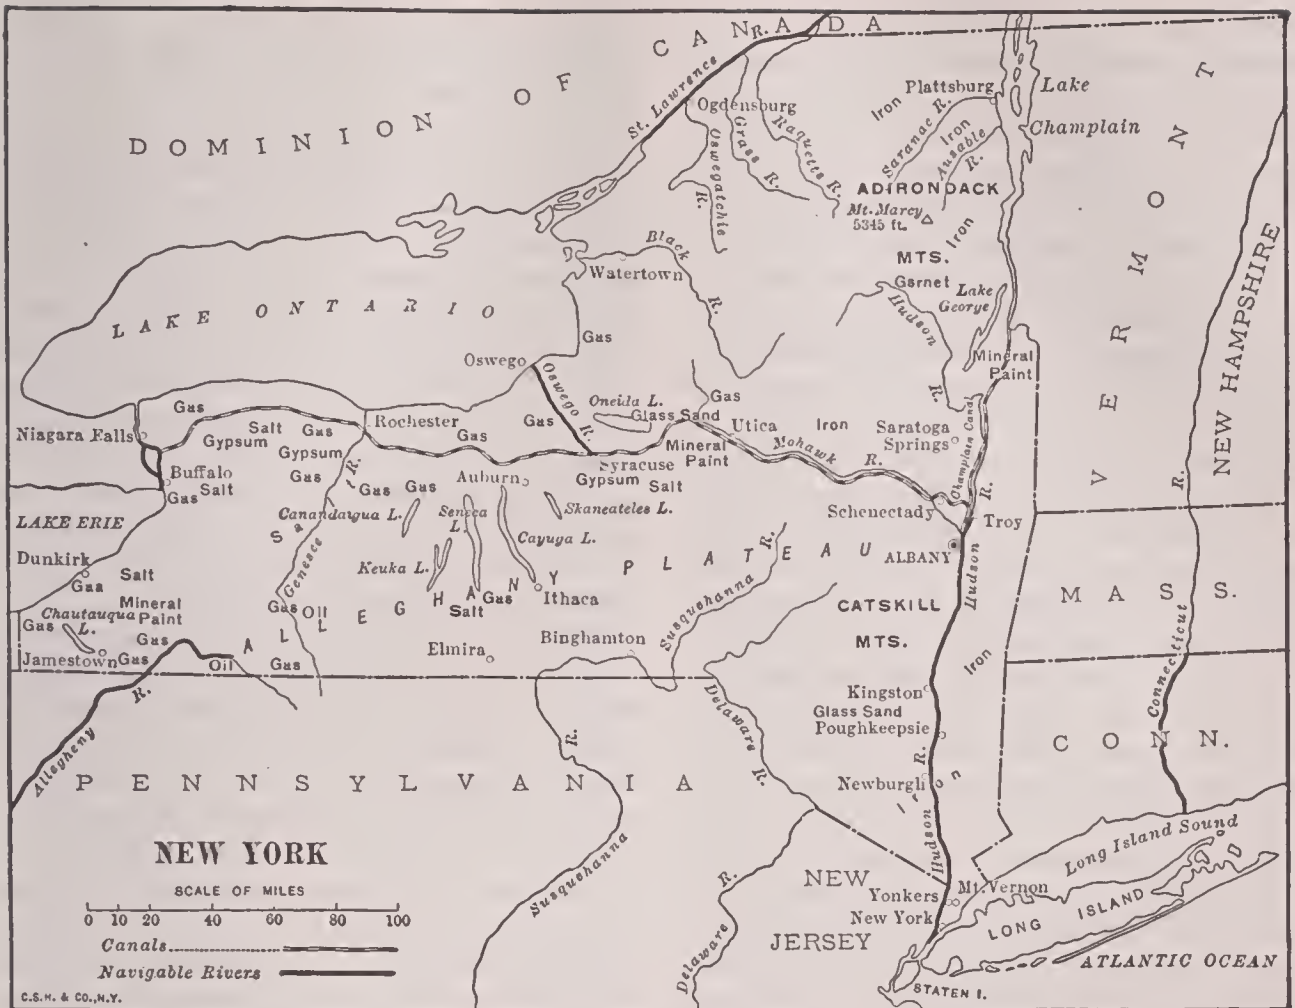 DOMINION OF CANADA
St. Lawrence R.
Ogdensburg
Oswegatchie R.
Grass R.
Raquetts R.
Iron
Plattsburg
Saranac R.
Iron
Ausable R.
Lake
Champlain
ADIRONDACK
Mt. Marcy
5345 ft.
Iron
MTS.
Garnet
Lake
George
Hudson
R.
VERMONT
NEW HAMPSHIRE
Black
R.
Watertown
LAKE ONTARIO
Gas
Oswego
Oswego R.
Mineral
Paint
Niagara Falls
Gas
Salt
Gas
Gypsum
Gypsum
Rochester
Gas
Gas
Oneida L.
Glass Sand
Gas
Utica
Iron
Mineral
Paint
Mohawk
R.
Saratoga
Springs
Champlain Canal
R.
Buffalo
Salt
Gas
Gas
Gas
Gas
Auburn
Syracuse
Gypsum
Salt
Schenectady
Troy
LAKE ERIE
Canandaigua L.
Seneca
L.
Skaneateles L.
Cayuga L.
Keuka L.
Salt
Genesee
R.
ALLEGHANY PLATEAU
ALBANY
Hudson
R.
Connecticut
MASS.
Dunkirk
Gaa
Salt
Mineral
Paint
Chautauqua
L.
Gas
Gas
Gas
Oil
Salt
Gas
Ithaca
Susquehanna R.
CATSKILL
MTS.
Jamestown
Gas
Oil
Gas
Elmira
Binghamton
Iron
Kingston
Glass Sand
Poughkeepsie
Delaware
R.
Allegheny
R.
CONN.
PENNSYLVANIA
R.
Susquehanna
Newburgh
Iron
Hudson
R.
Long Island Sound
NEW
JERSEY
Yonkers
Mt. Vernon
New York
LONG ISLAND
Delaware R.
ATLANTIC OCEAN
STATEN I.
NEW YORK
SCALE OF MILES
0 10 20 40 60 80 100
Canals
Navigable Rivers
C.S.H. & CO., N.Y.